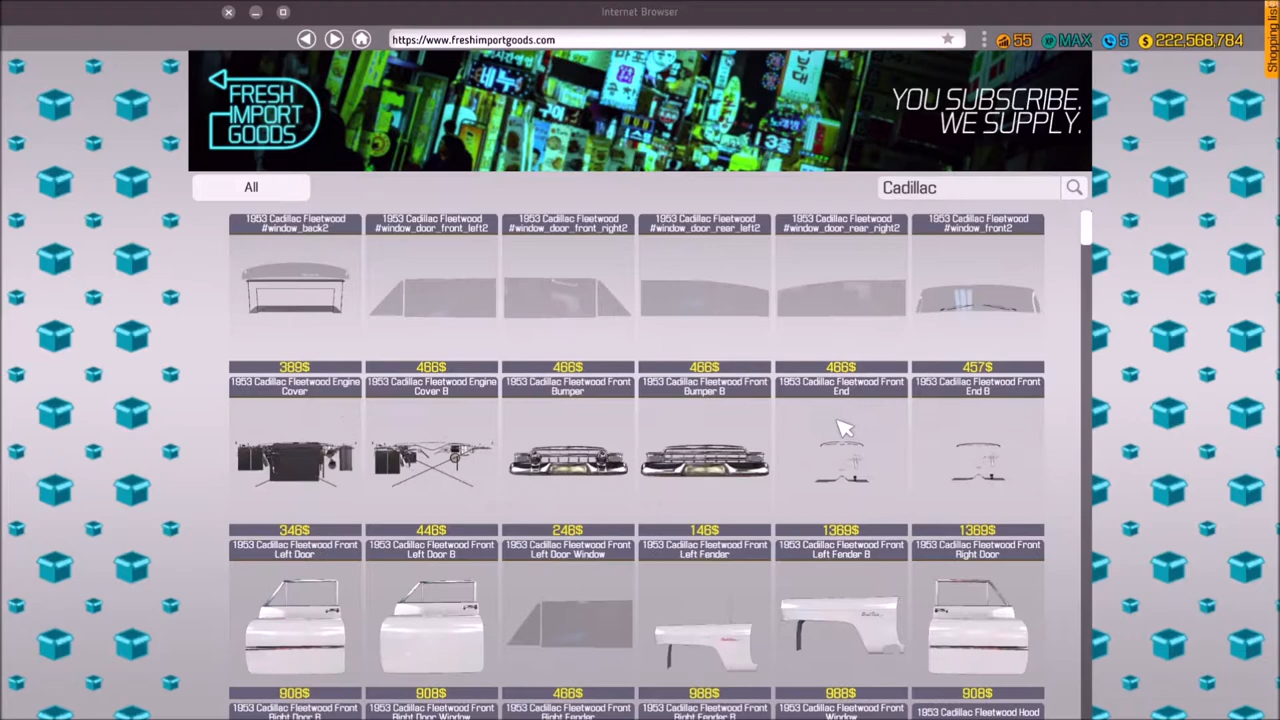 Internet Browser
https://www.freshimportgoods.com
55
MAX
5
222,568,784
Shopping list
FRESH
IMPORT
GOODS
YOU SUBSCRIBE.
WE SUPPLY.
All
Cadillac
1953 Cadillac Fleetwood
#window_back2
1953 Cadillac Fleetwood
#window_door_front_left2
1953 Cadillac Fleetwood
#window_door_front_right2
1953 Cadillac Fleetwood
#window_door_rear_left2
1953 Cadillac Fleetwood
#window_door_rear_right2
1953 Cadillac Fleetwood
#window_front2
389$
466$
466$
466$
466$
457$
1953 Cadillac Fleetwood Engine
Cover
1953 Cadillac Fleetwood Engine
Cover B
1953 Cadillac Fleetwood Front
Bumper
1953 Cadillac Fleetwood Front
Bumper B
1953 Cadillac Fleetwood Front
End
1953 Cadillac Fleetwood Front
End B
346$
446$
246$
146$
1369$
1369$
1953 Cadillac Fleetwood Front
Left Door
1953 Cadillac Fleetwood Front
Left Door B
1953 Cadillac Fleetwood Front
Left Door Window
1953 Cadillac Fleetwood Front
Left Fender
1953 Cadillac Fleetwood Front
Left Fender B
1953 Cadillac Fleetwood Front
Right Door
908$
908$
466$
988$
988$
908$
1953 Cadillac Fleetwood Front
Right Door B
1953 Cadillac Fleetwood Front
Right Door Window
1953 Cadillac Fleetwood Front
Right Fender
1953 Cadillac Fleetwood Front
Right Fender B
1953 Cadillac Fleetwood Front
Window
1953 Cadillac Fleetwood Hood